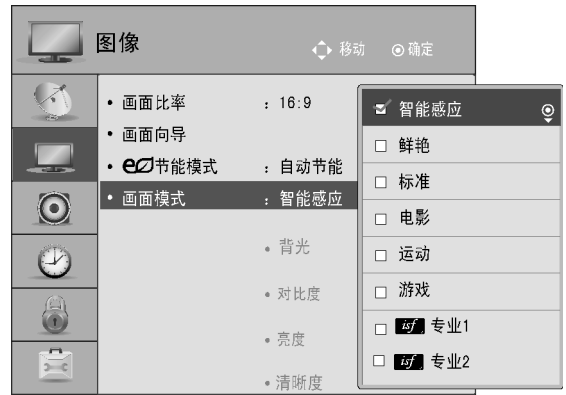 图像
移动 ⊙确定
• 画面比率 : 16:9
• 画面向导
• e节能模式 : 自动节能
• 画面模式 : 智能感应
• 背光
• 对比度
• 亮度
• 清晰度
智能感应
鲜艳
标准
电影
运动
游戏
isf 专业1
isf 专业2